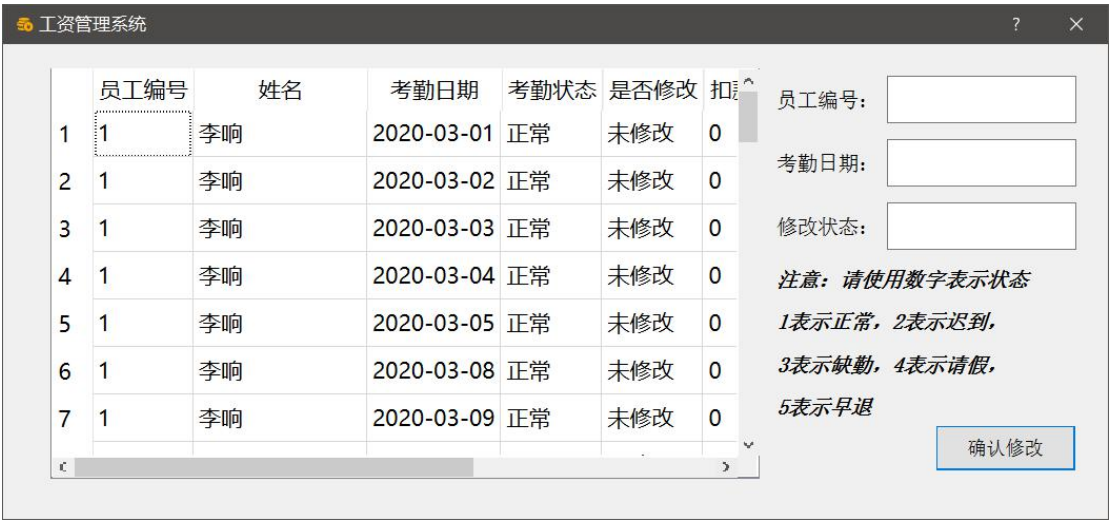 工资管理系统
员工编号 姓名 考勤日期 考勤状态 是否修改 扣
1 1 李响 2020-03-01 正常 未修改 0
2 1 李响 2020-03-02 正常 未修改 0
3 1 李响 2020-03-03 正常 未修改 0
4 1 李响 2020-03-04 正常 未修改 0
5 1 李响 2020-03-05 正常 未修改 0
6 1 李响 2020-03-08 正常 未修改 0
7 1 李响 2020-03-09 正常 未修改 0
员工编号：
考勤日期：
修改状态：
注意：请使用数字表示状态
1表示正常，2表示迟到，
3表示缺勤，4表示请假，
5表示早退
确认修改